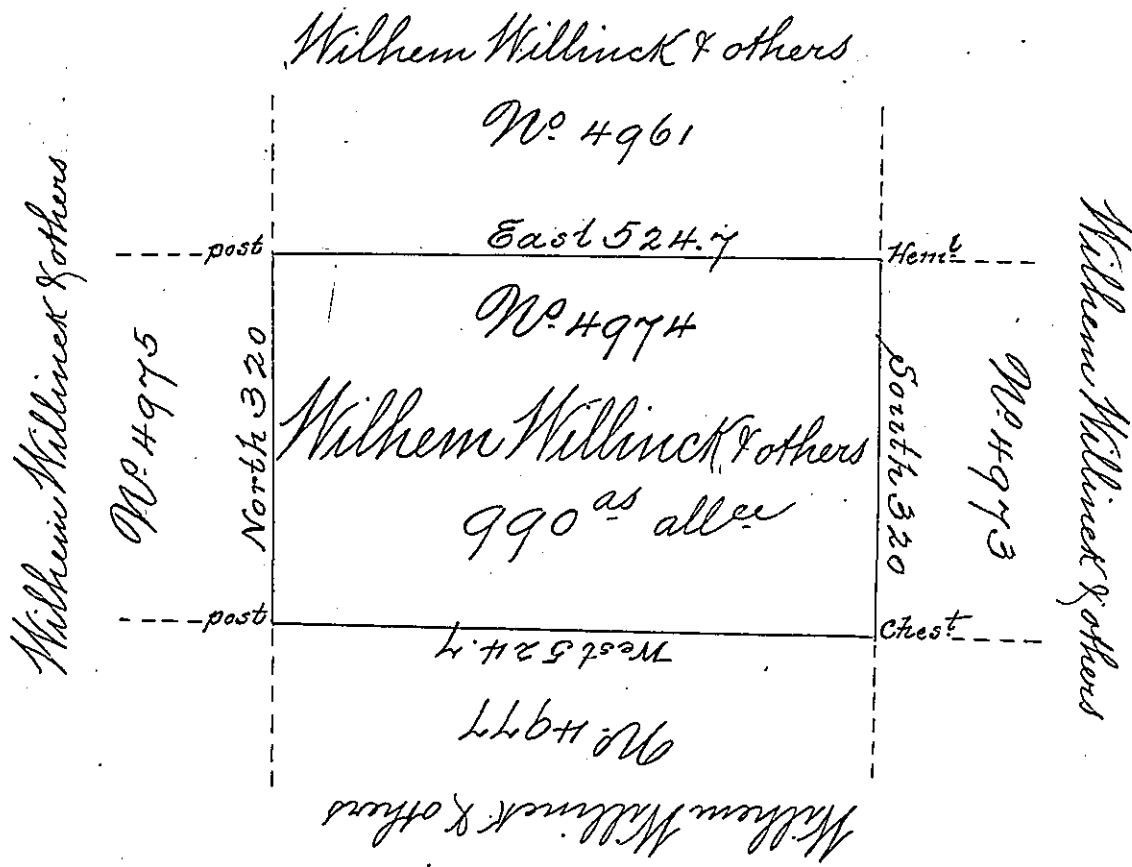 Wilhem Willinck & others
Nº 4961
East 524.7
post
Hem.k
Wilhem Willinck & others
Nº 4975
North 320
Nº 4974
Wilhem Willinck & others
990 as allce
South 320
Nº 4973
Wilhem Willinck & others
post
Chest.
West 524.7
Nº 4977
Wilhem Willinck & others